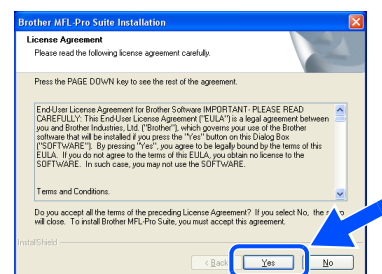 Brother MFL-Pro Suite Installation
License Agreement
Please read the following license agreement carefully.
Press the PAGE DOWN key to see the rest of the agreement.
End-User License Agreement for Brother Software IMPORTANT- PLEASE READ
CAREFULLY: This End-User License Agreement ("EULA") is a legal agreement between
you and Brother Industries, Ltd. ("Brother"), which governs your use of the Brother
software that will be installed if you press the "Yes" button on this Dialog Box
("SOFTWARE"). By pressing "Yes", you agree to be legally bound by the terms of this
EULA. If you do not agree to the terms of this EULA, you obtain no license to the
SOFTWARE. In such case, you may not use the SOFTWARE.
Terms and Conditions.
Do you accept all the terms of the preceding License Agreement? If you select No, the
will close. To install Brother MFL-Pro Suite, you must accept this agreement.
InstallShield
< Back
Yes
No